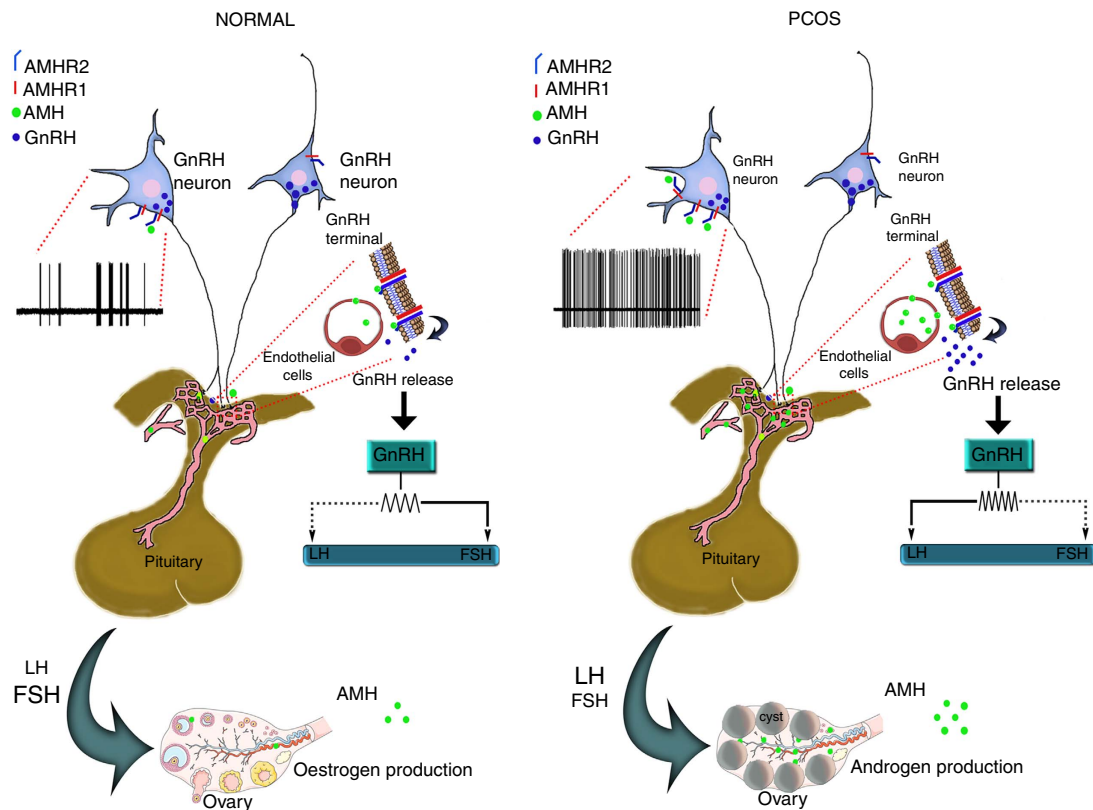 NORMAL
AMHR2
AMHR1
AMH
GnRH
GnRH
neuron
GnRH
neuron
GnRH
terminal
Endothelial
cells
GnRH release
GnRH
LH
FSH
Pituitary
LH
FSH
AMH
Oestrogen production
Ovary
PCOS
AMHR2
AMHR1
AMH
GnRH
GnRH
neuron
GnRH
neuron
GnRH
terminal
Endothelial
cells
GnRH release
GnRH
LH
FSH
Pituitary
LH
FSH
AMH
cyst
Androgen production
Ovary